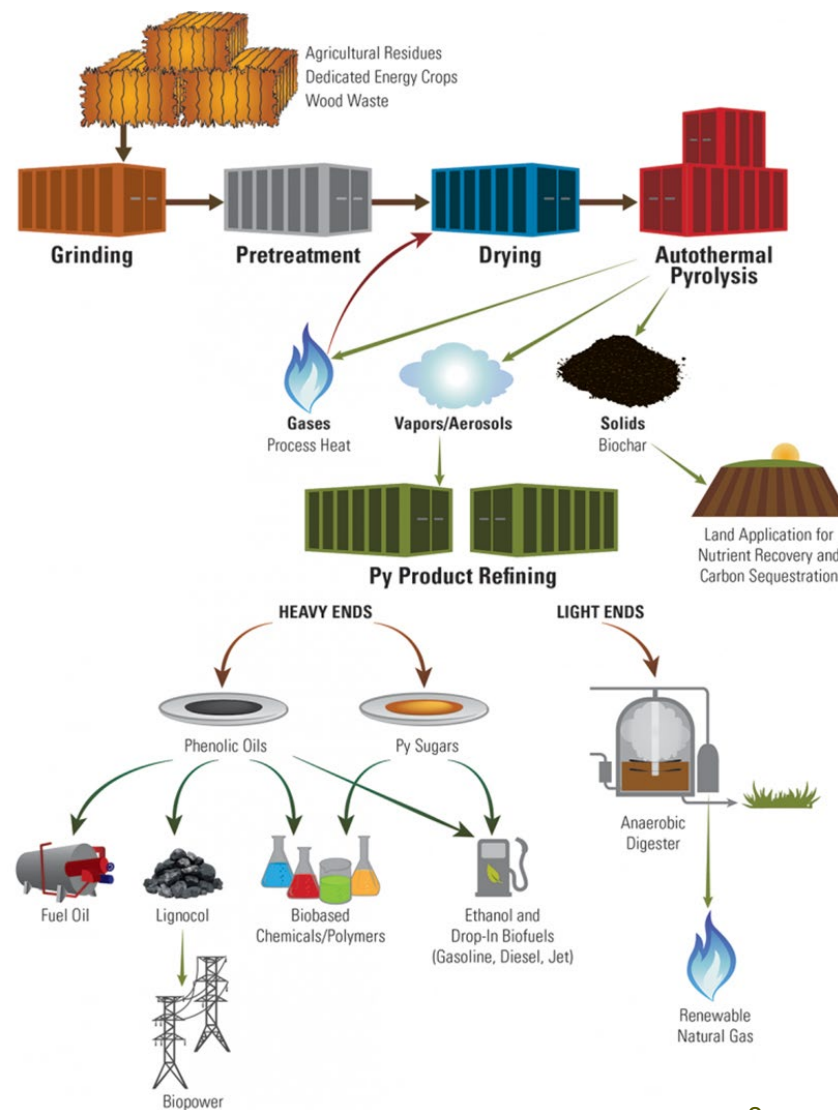 Agricultural Residues
Dedicated Energy Crops
Wood Waste
Grinding
Pretreatment
Drying
Autothermal
Pyrolysis
Gases
Process Heat
Vapors/Aerosols
Solids
Biochar
Land Application for
Nutrient Recovery and
Carbon Sequestration
Py Product Refining
HEAVY ENDS
LIGHT ENDS
Phenolic Oils
Py Sugars
Anaerobic
Digester
Fuel Oil
Lignocol
Biobased
Chemicals/Polymers
Ethanol and
Drop-In Biofuels
(Gasoline, Diesel, Jet)
Renewable
Natural Gas
Biopower